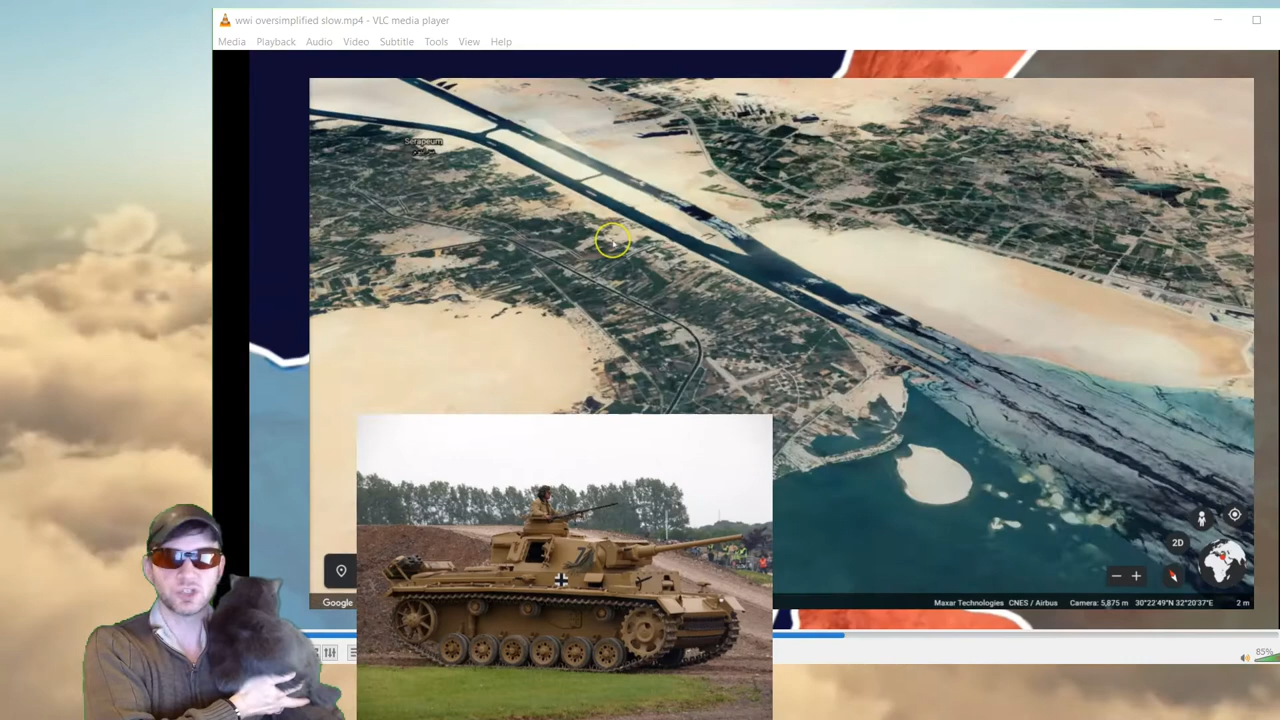 wwi oversimplified slow.mp4 - VLC media player
Media Playback Audio Video Subtitle Tools View Help
Serapeum
2D
Google
Maxar Technologies CNES / Airbus Camera: 5,875 m 30°22'49"N 32°20'37"E 2 m
85%